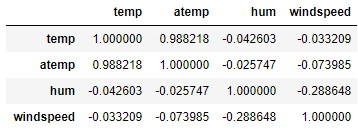 temp atemp hum windspeed
temp 1.000000 0.988218 -0.042603 -0.033209
atemp 0.988218 1.000000 -0.025747 -0.073985
hum -0.042603 -0.025747 1.000000 -0.288648
windspeed -0.033209 -0.073985 -0.288648 1.000000